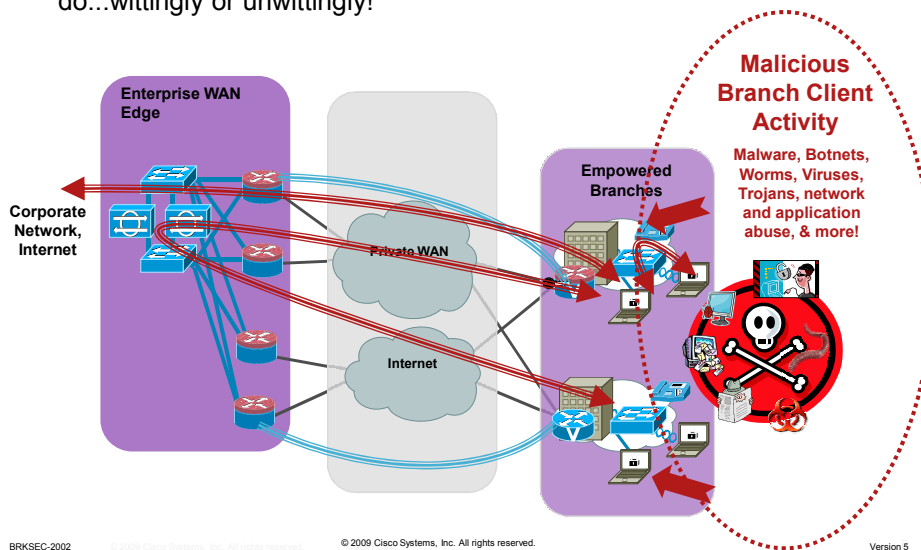 do...wittingly or unwittingly!
Malicious
Branch Client
Activity
Malware, Botnets,
Worms, Viruses,
Trojans, network
and application
abuse, & more!
Enterprise WAN
Edge
Empowered
Branches
Corporate
Network,
Internet
Private WAN
Internet
P
V
BRKSEC-2002
© 2009 Cisco Systems, Inc. All rights reserved.
© 2009 Cisco Systems, Inc. All rights reserved.
Version 5